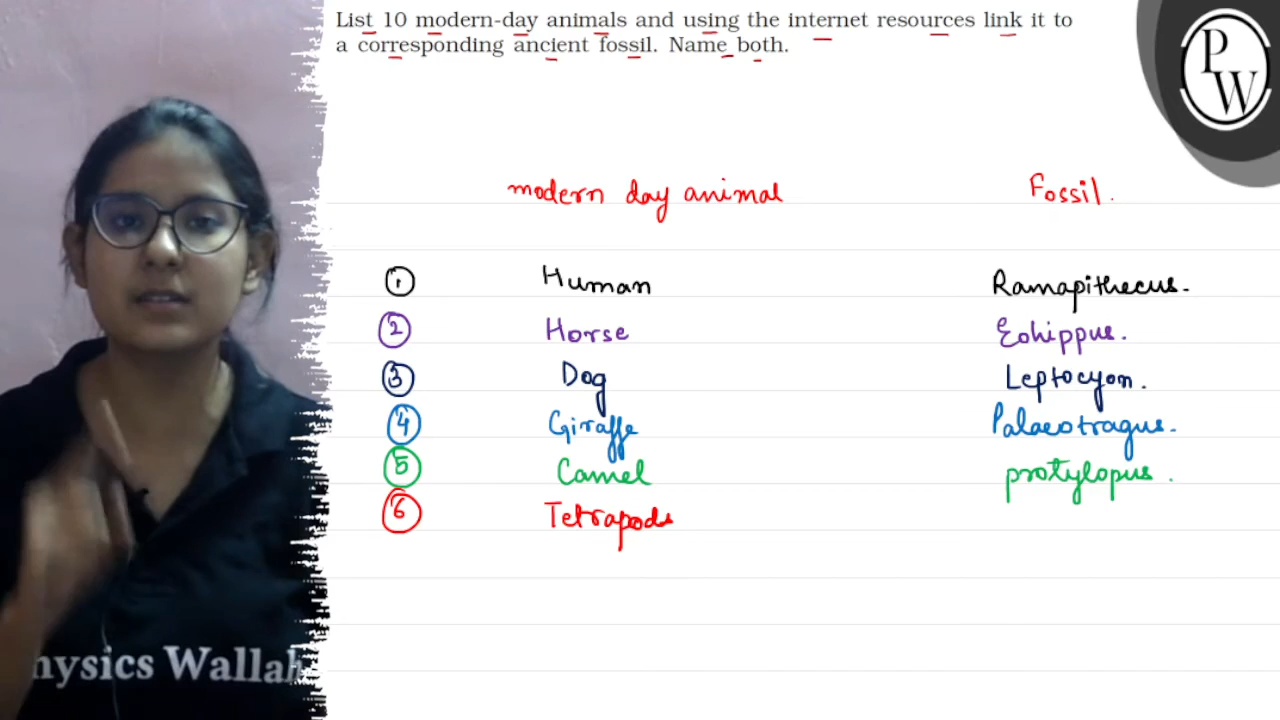 List 10 modern-day animals and using the internet resources link it to
a corresponding ancient fossil. Name both.
PW
modern day animal Fossil.
1 Human Ramapithecus.
2 Horse Eohippus.
3 Dog Leptocyon.
4 Giraffe Palaeotragus.
5 Camel protylopus.
6 Tetrapods
hysics Wallah